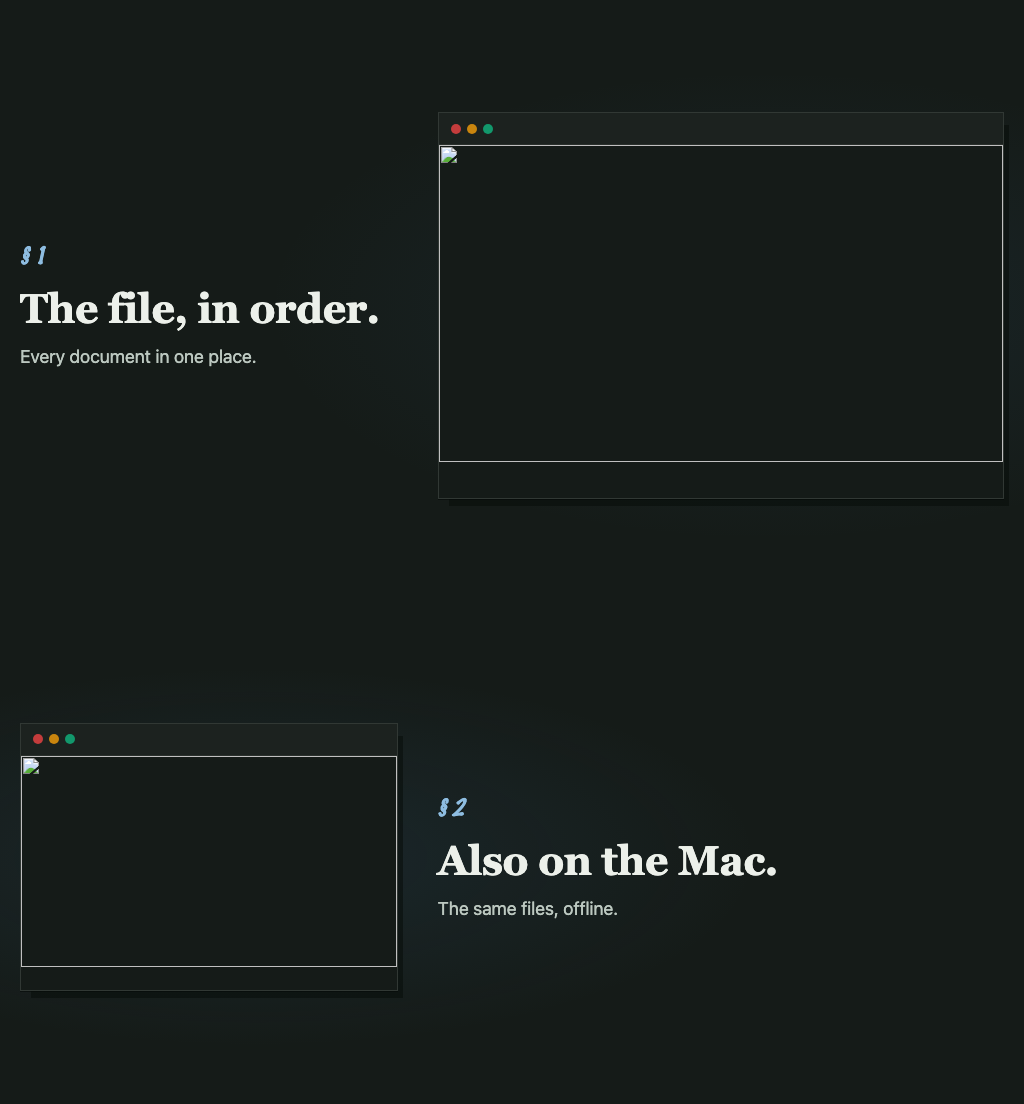 § 1
The file, in order.
Every document in one place.
§ 2
Also on the Mac.
The same files, offline.